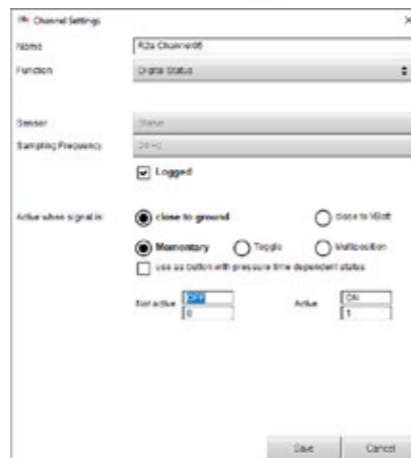 Channel Settings
Name
Function
Digital Status
Sensor
Status
Sampling Frequency
20 Hz
Logged
Active when signal is:
close to ground
close to VBatt
Momentary
Toggle
Multiposition
use as button with pressure time dependent status
Not active
OFF
0
Active
ON
1
Save
Cancel